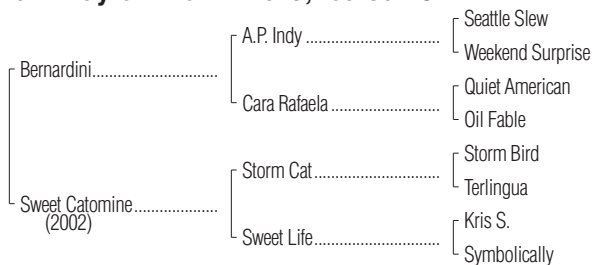 Seattle Slew
A.P. Indy
Weekend Surprise
Bernardini
Quiet American
Cara Rafaela
Oil Fable
Storm Bird
Storm Cat
Terlingua
Sweet Catomine
(2002)
Kris S.
Sweet Life
Symbolically